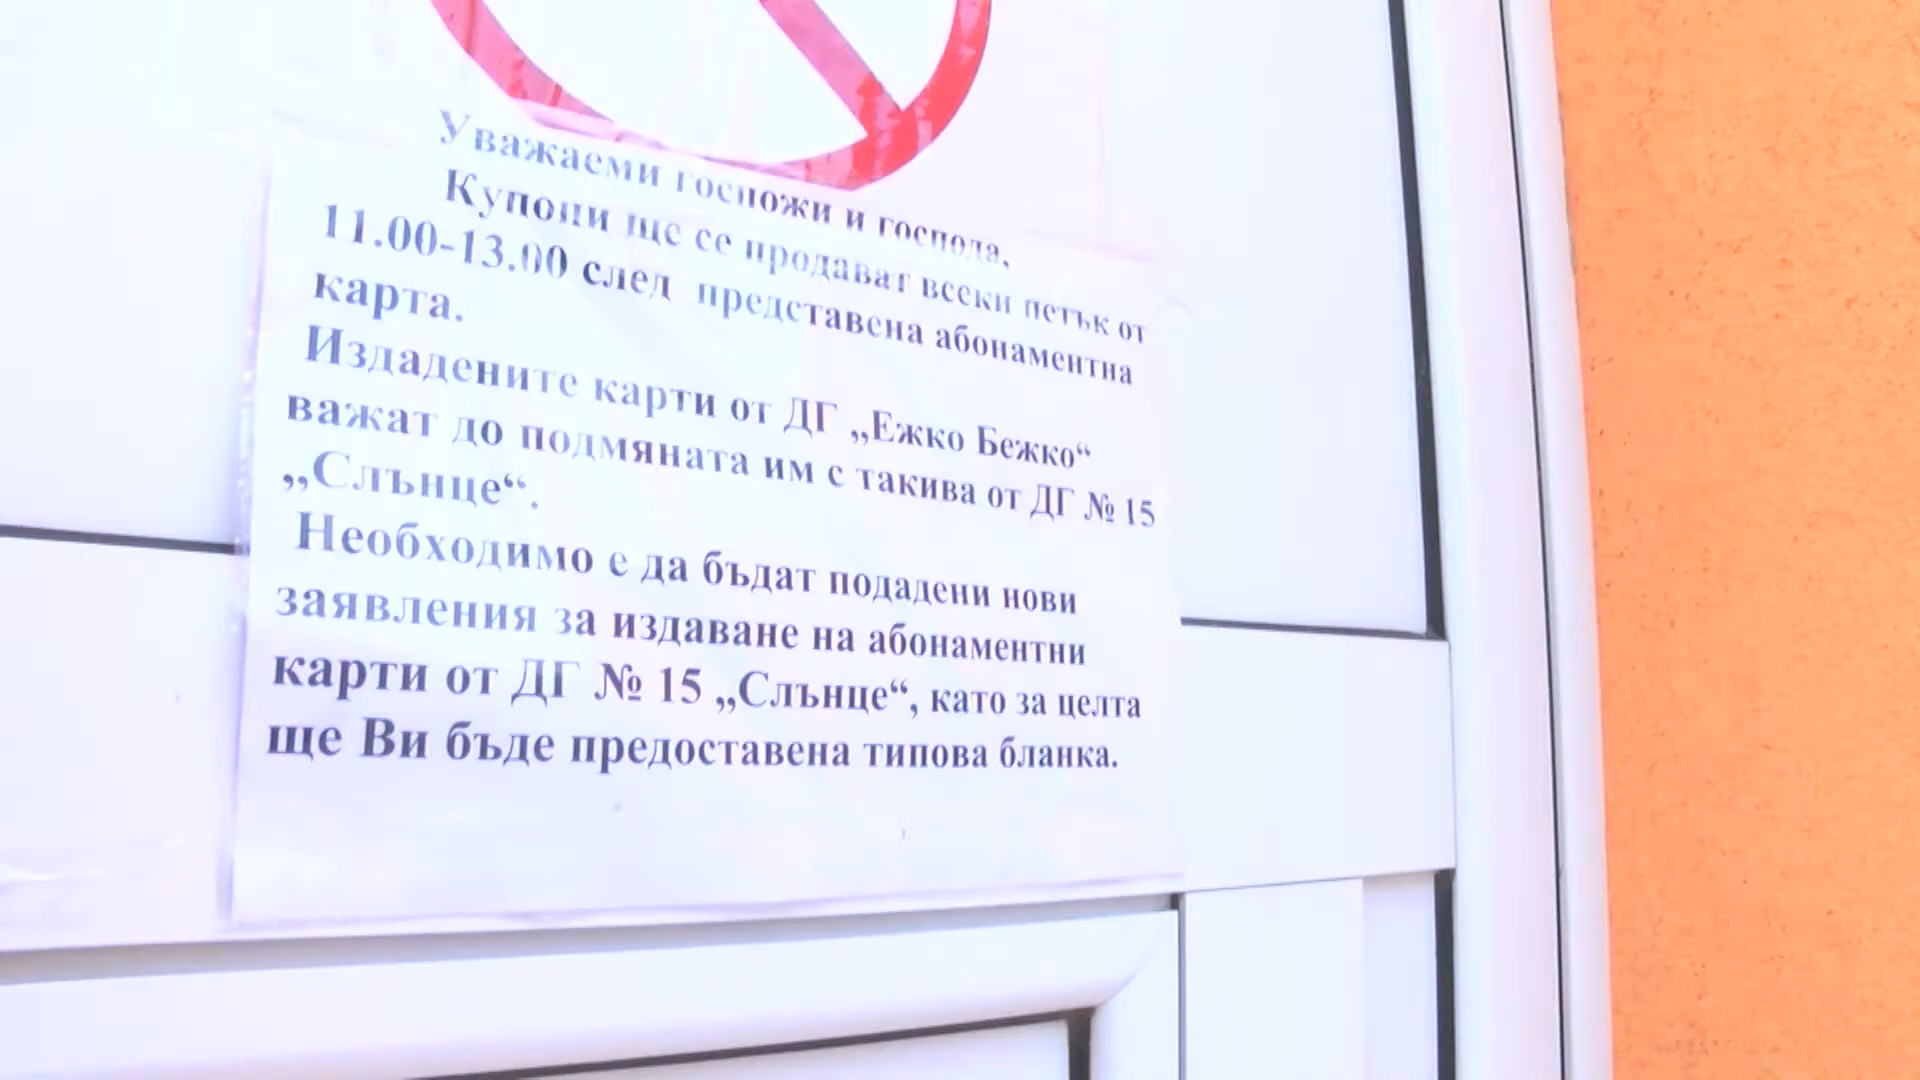 Уважаеми госпожи и господа,
Купони ще се продават всеки петък от
11.00-13.00 след представена абонаментна
карта.
Издадените карти от ДГ „Ежко Бежко“
важат до подмяната им с такива от ДГ № 15
„Слънце“.
Необходимо е да бъдат подадени нови
заявления за издаване на абонаментни
карти от ДГ № 15 „Слънце“, като за целта
ще Ви бъде предоставена типова бланка.